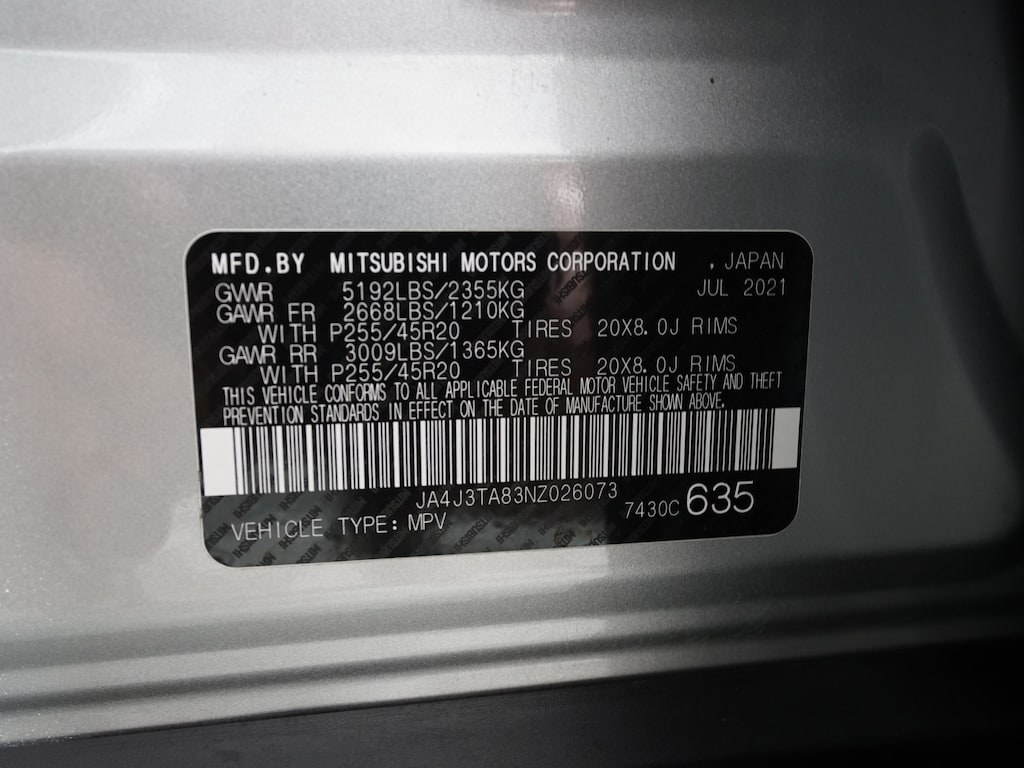 MFD.BY MITSUBISHI MOTORS CORPORATION , JAPAN
GVWR 5192LBS/2355KG JUL 2021
GAWR FR 2668LBS/1210KG
WITH P255/45R20 TIRES 20X8.0J RIMS
GAWR RR 3009LBS/1365KG
WITH P255/45R20 TIRES 20X8.0J RIMS
THIS VEHICLE CONFORMS TO ALL APPLICABLE FEDERAL MOTOR VEHICLE SAFETY AND THEFT
PREVENTION STANDARDS IN EFFECT ON THE DATE OF MANUFACTURE SHOWN ABOVE.
JA4J3TA83NZ026073
VEHICLE TYPE: MPV 7430C 635